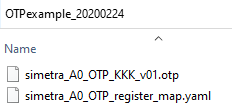 OTPexample_20200224
Name
simetra_A0_OTP_KKK_v01.otp
simetra_A0_OTP_register_map.yaml